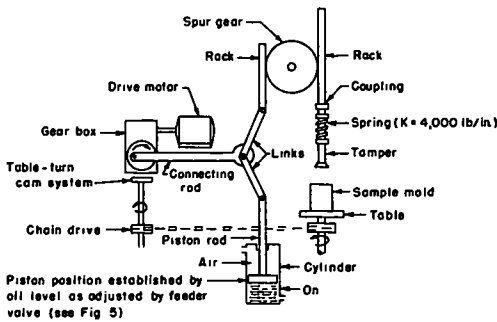 Spur gear
Rack
Rack
Drive motor
Coupling
Gear box
Spring (K = 4,000 lb/in.)
Links
Tamper
Table-turn
cam system
Connecting
rod
Sample mold
Table
Chain drive
Piston rod
Air
Cylinder
Piston position established by
oil level as adjusted by feeder
valve (see Fig 5)
On